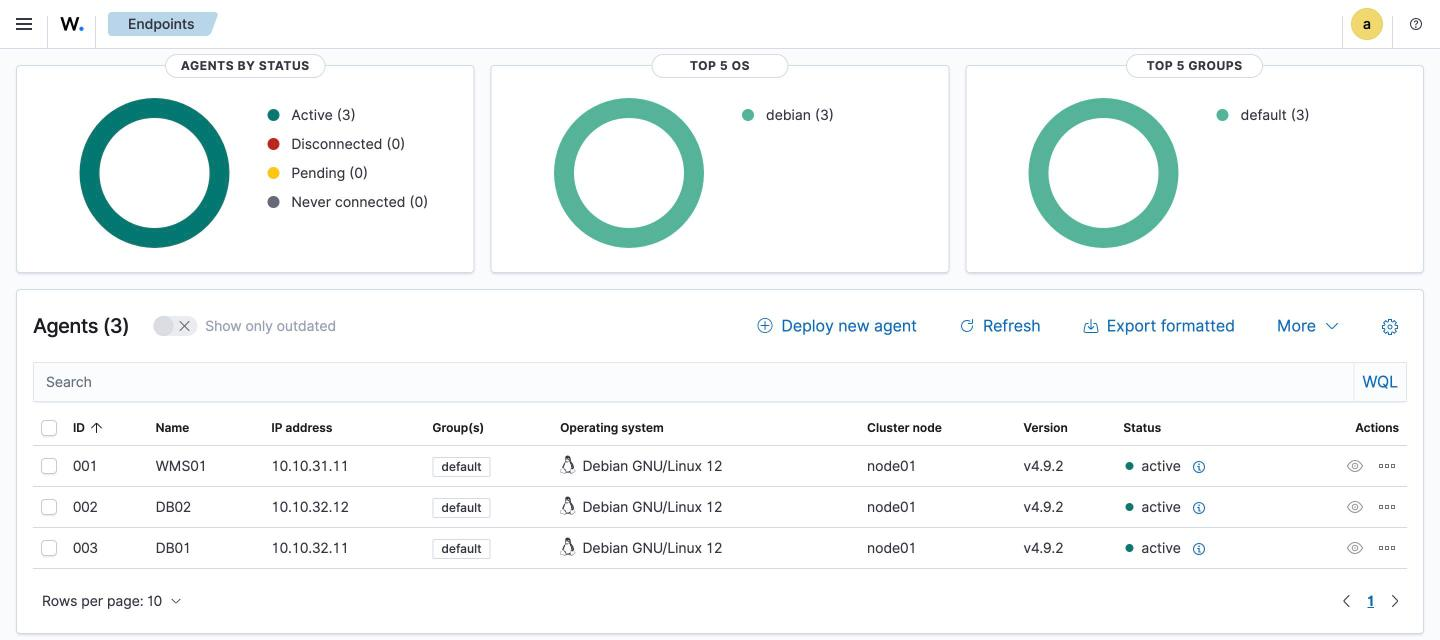 W. Endpoints a
AGENTS BY STATUS
Active (3)
Disconnected (0)
Pending (0)
Never connected (0)
TOP 5 OS
debian (3)
TOP 5 GROUPS
default (3)
Agents (3) Show only outdated Deploy new agent Refresh Export formatted More
Search WQL
ID Name IP address Group(s) Operating system Cluster node Version Status Actions
001 WMS01 10.10.31.11 default Debian GNU/Linux 12 node01 v4.9.2 active
002 DB02 10.10.32.12 default Debian GNU/Linux 12 node01 v4.9.2 active
003 DB01 10.10.32.11 default Debian GNU/Linux 12 node01 v4.9.2 active
Rows per page: 10 1